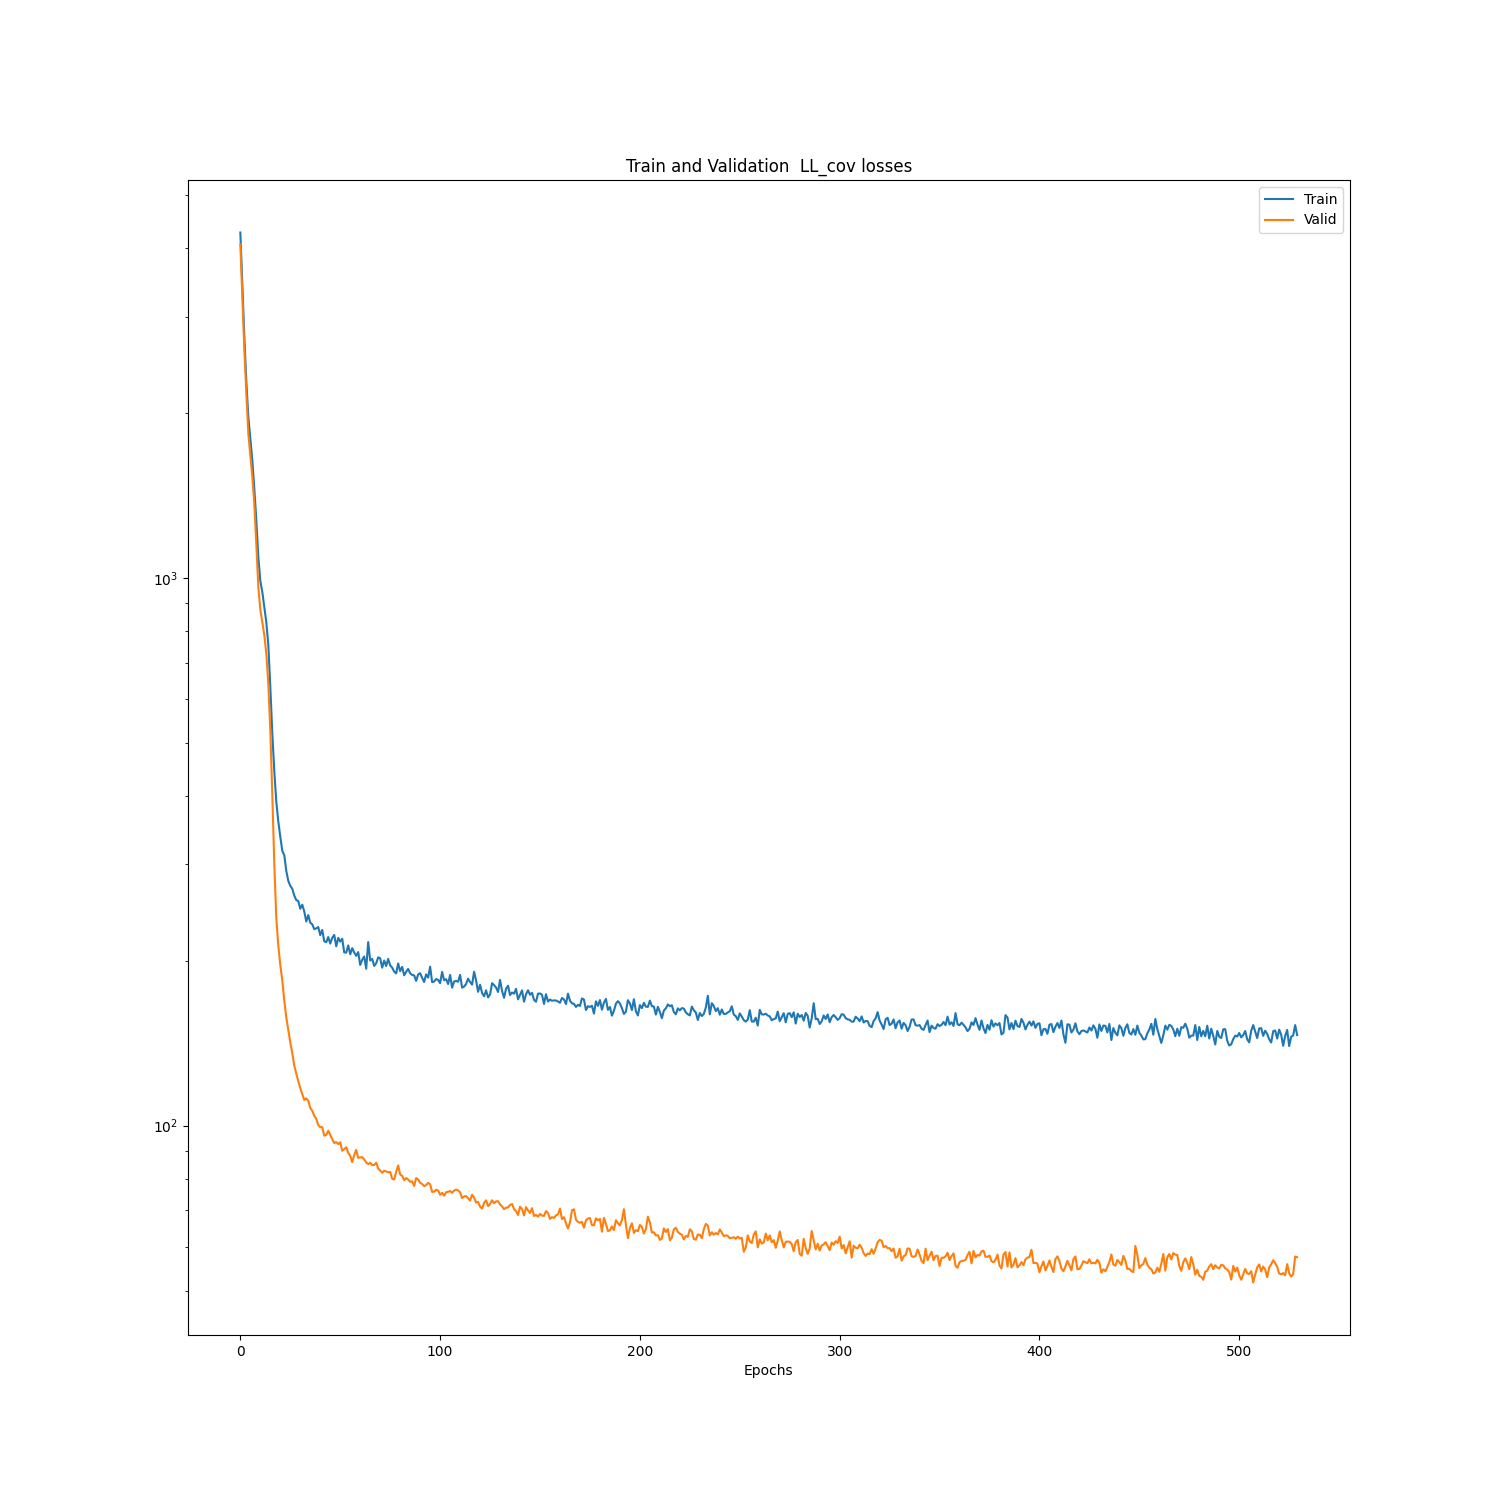 Train and Validation  LL_cov losses
Train
Valid
10³
10²
0 100 200 300 400 500
Epochs